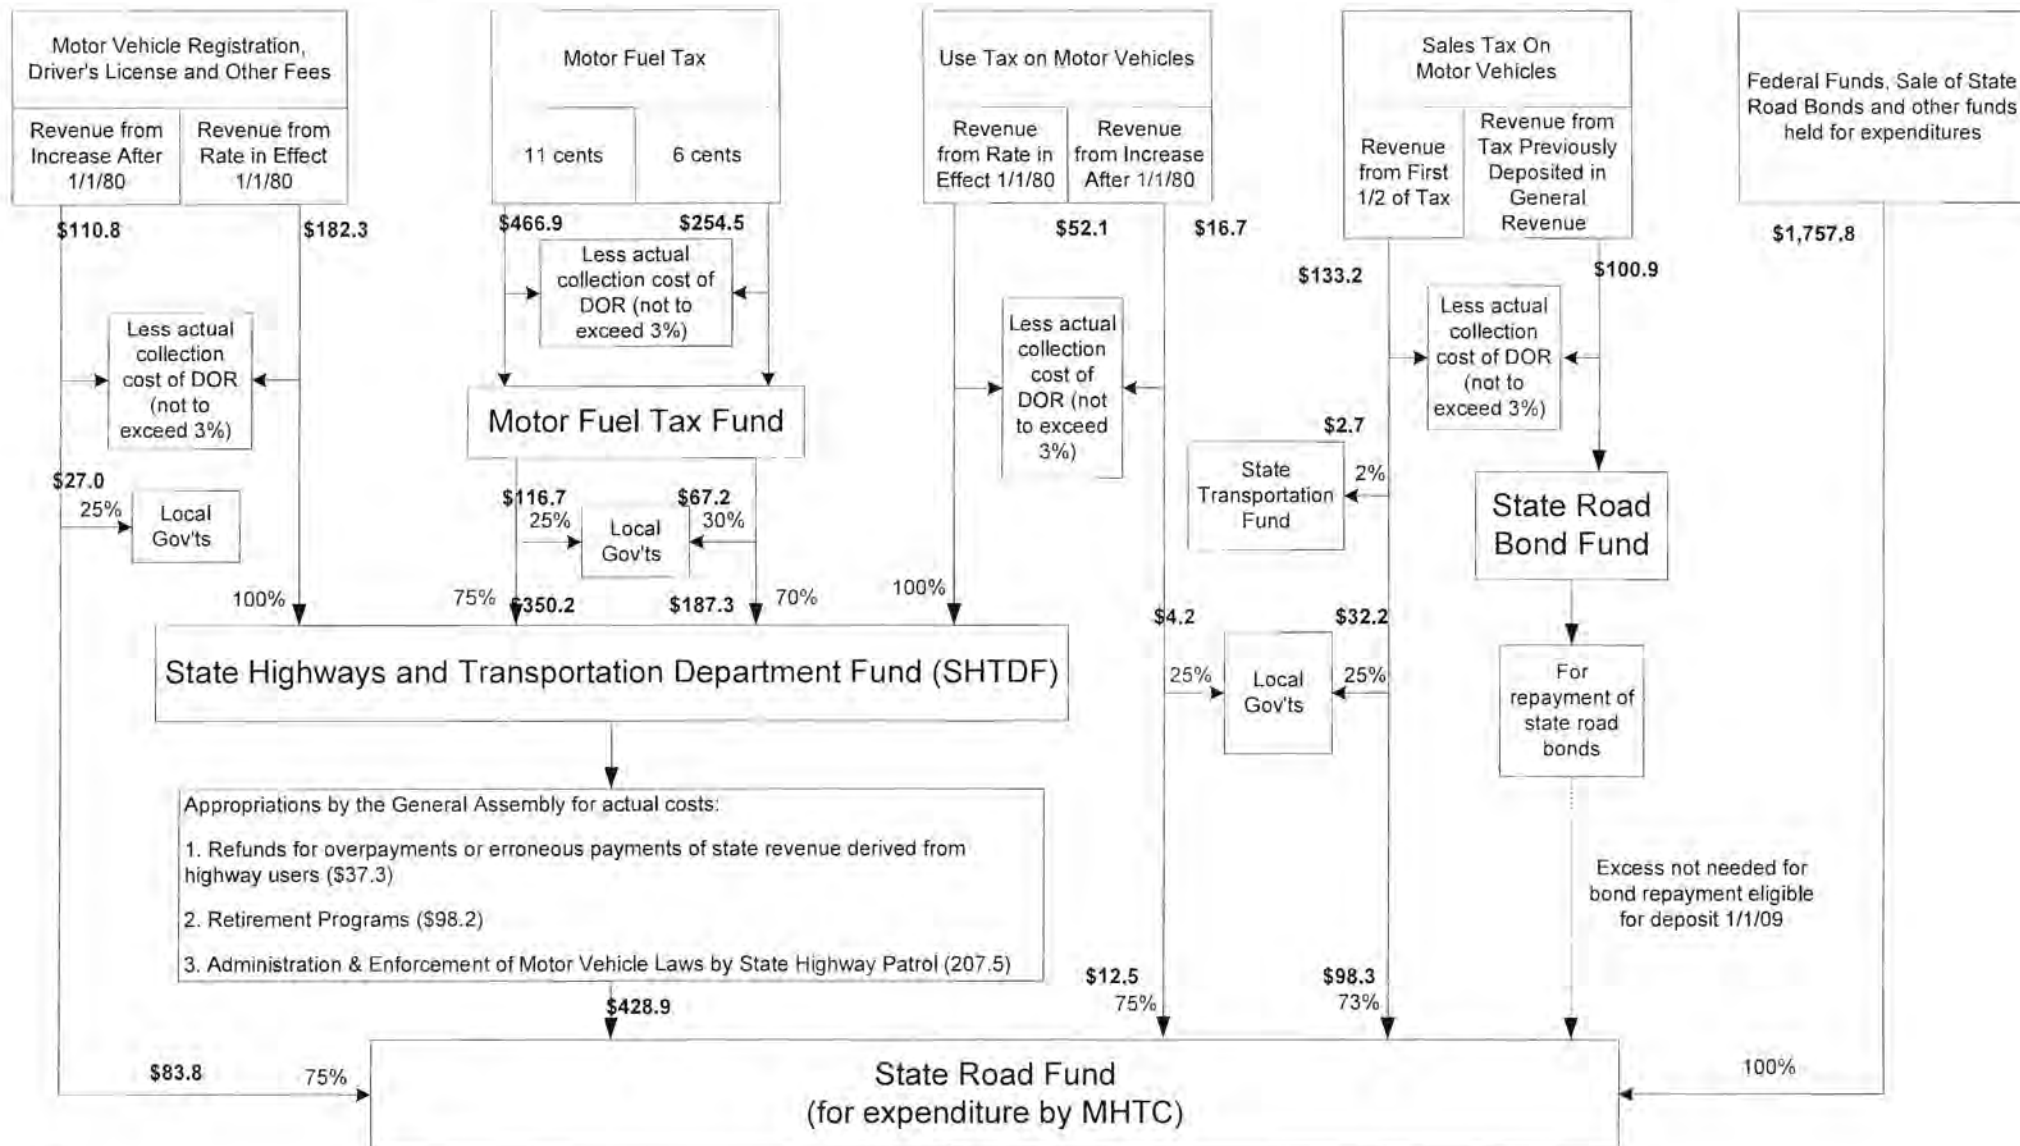 Motor Vehicle Registration,
Driver's License and Other Fees
Revenue from
Increase After
1/1/80
Revenue from
Rate in Effect
1/1/80
Motor Fuel Tax
11 cents
6 cents
Use Tax on Motor Vehicles
Revenue
from Rate in
Effect 1/1/80
Revenue
from Increase
After 1/1/80
Sales Tax On
Motor Vehicles
Revenue
from First
1/2 of Tax
Revenue from
Tax Previously
Deposited in
General
Revenue
Federal Funds, Sale of State
Road Bonds and other funds
held for expenditures
$110.8
$182.3
$466.9
$254.5
$52.1
$16.7
$133.2
$100.9
$1,757.8
Less actual
collection
cost of DOR
(not to
exceed 3%)
Less actual
collection cost of
DOR (not to
exceed 3%)
Less actual
collection
cost of
DOR (not
to exceed
3%)
Less actual
collection
cost of DOR
(not to
exceed 3%)
Motor Fuel Tax Fund
$2.7
2%
State
Transportation
Fund
State Road
Bond Fund
$27.0
25%
Local
Gov'ts
$116.7
25%
$67.2
30%
Local
Gov'ts
100%
75%
$350.2
$187.3
70%
100%
$4.2
$32.2
25%
25%
Local
Gov'ts
For
repayment of
state road
bonds
State Highways and Transportation Department Fund (SHTDF)
Appropriations by the General Assembly for actual costs:
1. Refunds for overpayments or erroneous payments of state revenue derived from
highway users ($37.3)
2. Retirement Programs ($98.2)
3. Administration & Enforcement of Motor Vehicle Laws by State Highway Patrol (207.5)
Excess not needed for
bond repayment eligible
for deposit 1/1/09
$428.9
$12.5
75%
$98.3
73%
$83.8
75%
100%
State Road Fund
(for expenditure by MHTC)